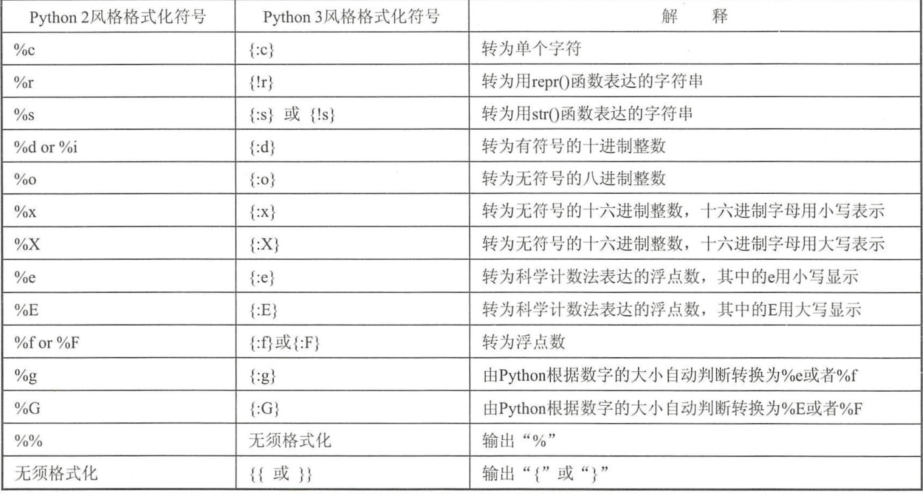 Python 2风格格式化符号 Python 3风格格式化符号 解 释
%c {:c} 转为单个字符
%r {!r} 转为用repr()函数表达的字符串
%s {:s} 或 {!s} 转为用str()函数表达的字符串
%d or %i {:d} 转为有符号的十进制整数
%o {:o} 转为无符号的八进制整数
%x {:x} 转为无符号的十六进制整数，十六进制字母用小写表示
%X {:X} 转为无符号的十六进制整数，十六进制字母用大写表示
%e {:e} 转为科学计数法表达的浮点数，其中的e用小写显示
%E {:E} 转为科学计数法表达的浮点数，其中的E用大写显示
%f or %F {:f}或{:F} 转为浮点数
%g {:g} 由Python根据数字的大小自动判断转换为%e或者%f
%G {:G} 由Python根据数字的大小自动判断转换为%E或者%F
%% 无须格式化 输出“%”
无须格式化 {{ 或 }} 输出“{”或“}”